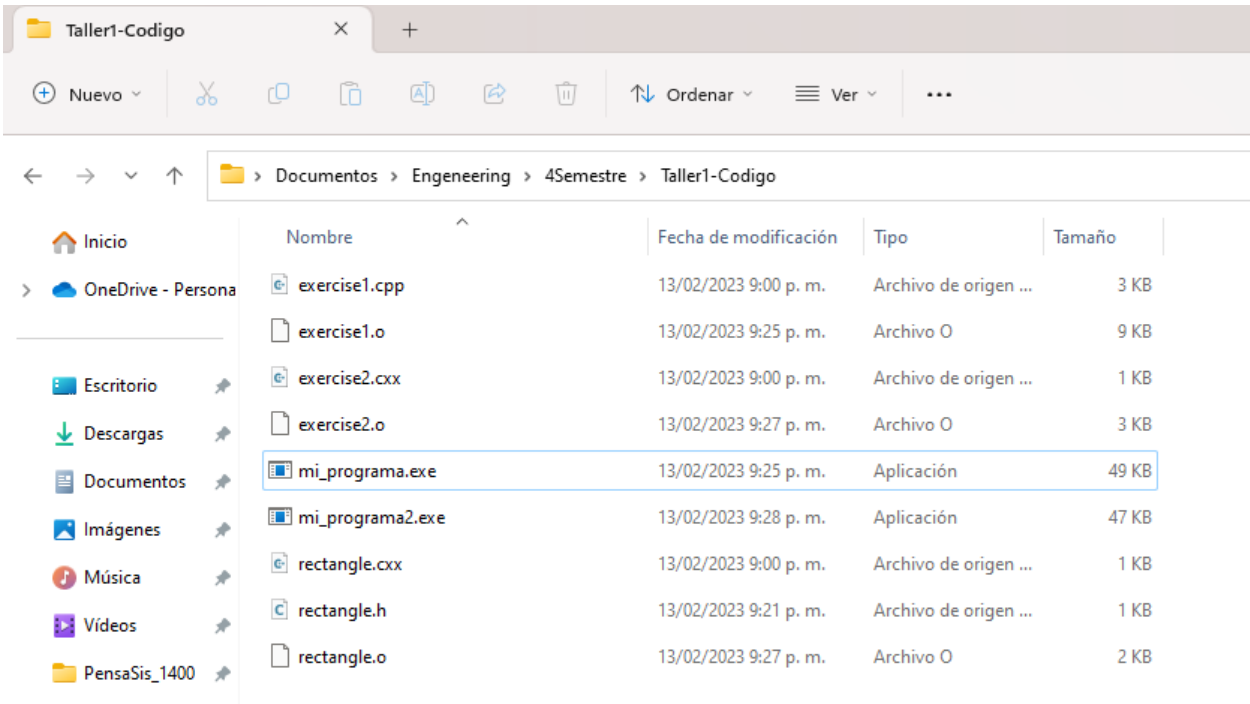 Taller1-Codigo
Nuevo Ordenar Ver
Documentos > Engeneering > 4Semestre > Taller1-Codigo
Inicio
OneDrive - Persona
Escritorio
Descargas
Documentos
Imágenes
Música
Vídeos
PensaSis_1400
Nombre Fecha de modificación Tipo Tamaño
exercise1.cpp 13/02/2023 9:00 p. m. Archivo de origen ... 3 KB
exercise1.o 13/02/2023 9:25 p. m. Archivo O 9 KB
exercise2.cxx 13/02/2023 9:00 p. m. Archivo de origen ... 1 KB
exercise2.o 13/02/2023 9:27 p. m. Archivo O 3 KB
mi_programa.exe 13/02/2023 9:25 p. m. Aplicación 49 KB
mi_programa2.exe 13/02/2023 9:28 p. m. Aplicación 47 KB
rectangle.cxx 13/02/2023 9:00 p. m. Archivo de origen ... 1 KB
rectangle.h 13/02/2023 9:21 p. m. Archivo de origen ... 1 KB
rectangle.o 13/02/2023 9:27 p. m. Archivo O 2 KB